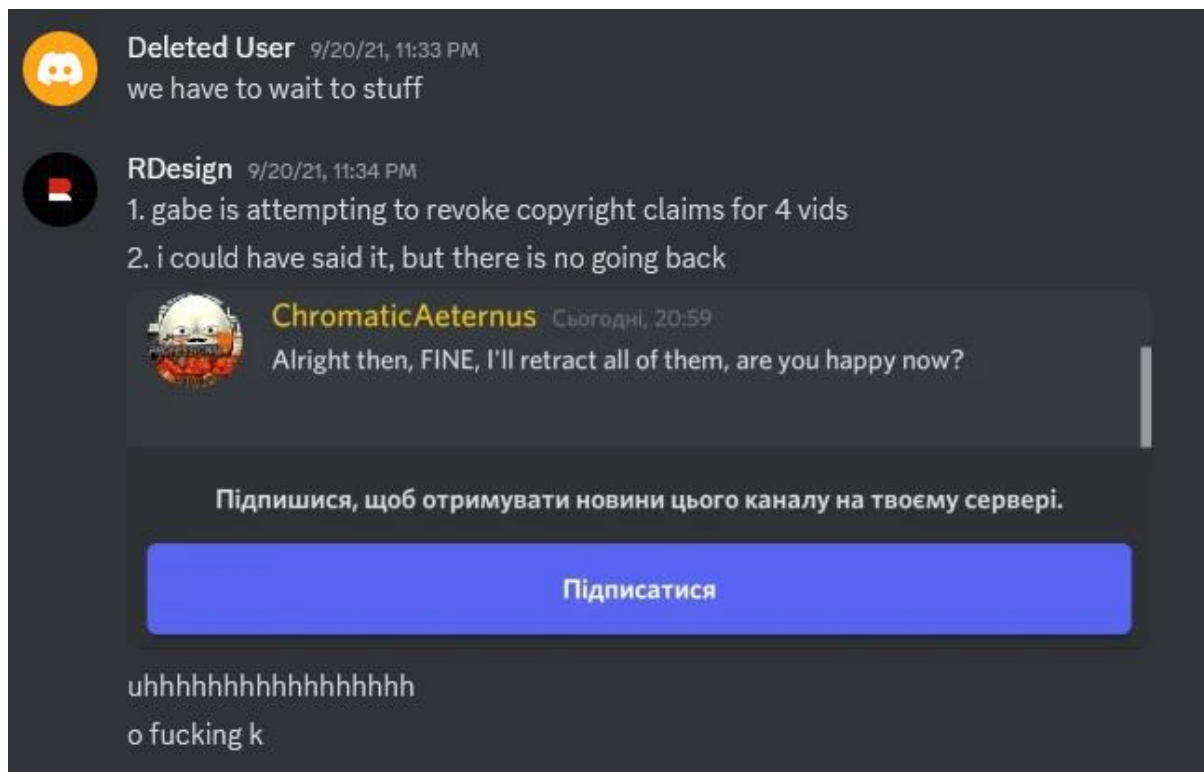 Deleted User 9/20/21, 11:33 PM
we have to wait to stuff
RDesign 9/20/21, 11:34 PM
1. gabe is attempting to revoke copyright claims for 4 vids
2. i could have said it, but there is no going back
ChromaticAeternus Сьогодні, 20:59
Alright then, FINE, I'll retract all of them, are you happy now?
Підпишися, щоб отримувати новини цього каналу на твоєму сервері.
Підписатися
uhhhhhhhhhhhhhhhhhh
o fucking k